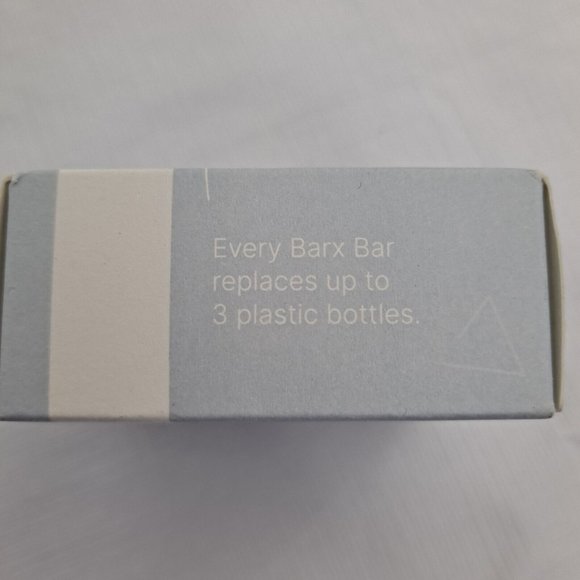 Every Barx Bar
replaces up to
3 plastic bottles.